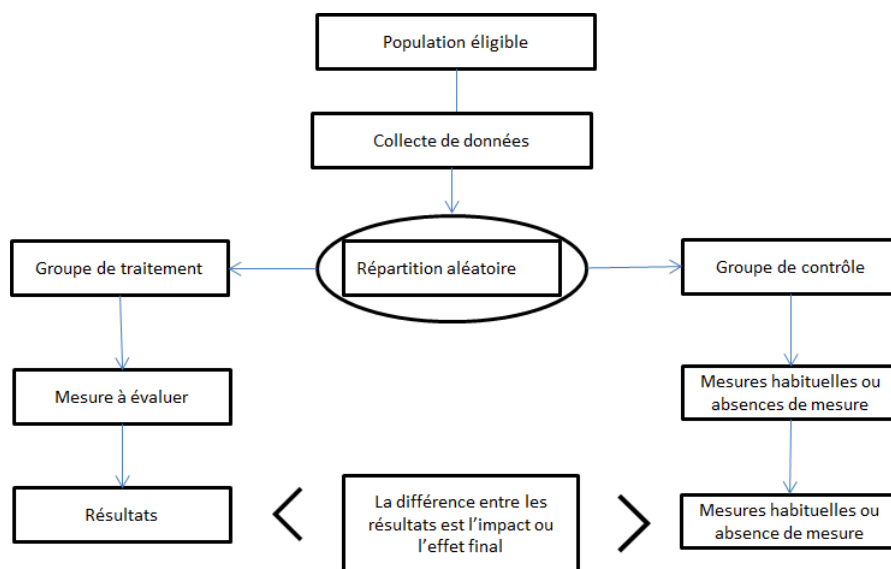 Population éligible
Collecte de données
Groupe de traitement
Répartition aléatoire
Groupe de contrôle
Mesure à évaluer
Mesures habituelles ou
absences de mesure
Résultats
La différence entre les
résultats est l'impact ou
l'effet final
Mesures habituelles ou
absence de mesure